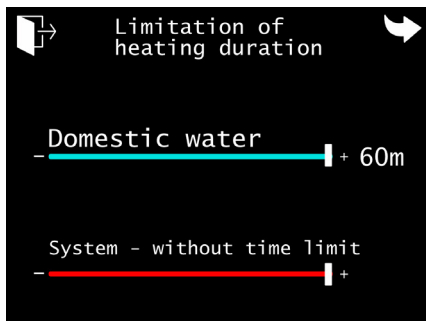 Limitation of
heating duration
Domestic water
– + 60m
System – without time limit
– +